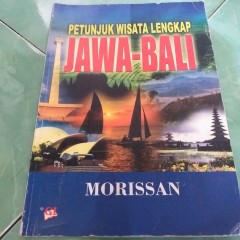 PETUNJUK WISATA LENGKAP
JAWA-BALI
MORISSAN